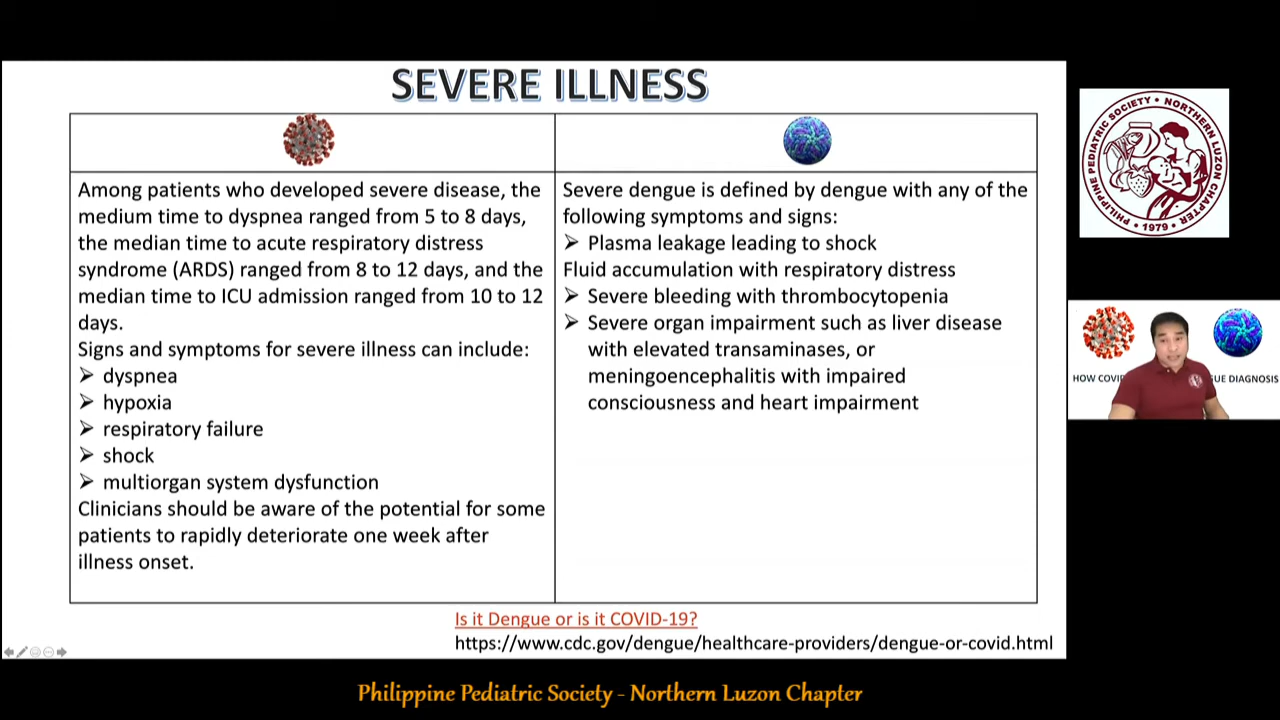 SEVERE ILLNESS
Among patients who developed severe disease, the
medium time to dyspnea ranged from 5 to 8 days,
the median time to acute respiratory distress
syndrome (ARDS) ranged from 8 to 12 days, and the
median time to ICU admission ranged from 10 to 12
days.
Signs and symptoms for severe illness can include:
➢ dyspnea
➢ hypoxia
➢ respiratory failure
➢ shock
➢ multiorgan system dysfunction
Clinicians should be aware of the potential for some
patients to rapidly deteriorate one week after
illness onset.
Severe dengue is defined by dengue with any of the
following symptoms and signs:
➢ Plasma leakage leading to shock
Fluid accumulation with respiratory distress
➢ Severe bleeding with thrombocytopenia
➢ Severe organ impairment such as liver disease
with elevated transaminases, or
meningoencephalitis with impaired
consciousness and heart impairment
Is it Dengue or is it COVID-19?
https://www.cdc.gov/dengue/healthcare-providers/dengue-or-covid.html
PHILIPPINE PEDIATRIC SOCIETY • NORTHERN LUZON CHAPTER
• 1979 •
HOW COVI
GUE DIAGNOSIS
Philippine Pediatric Society - Northern Luzon Chapter